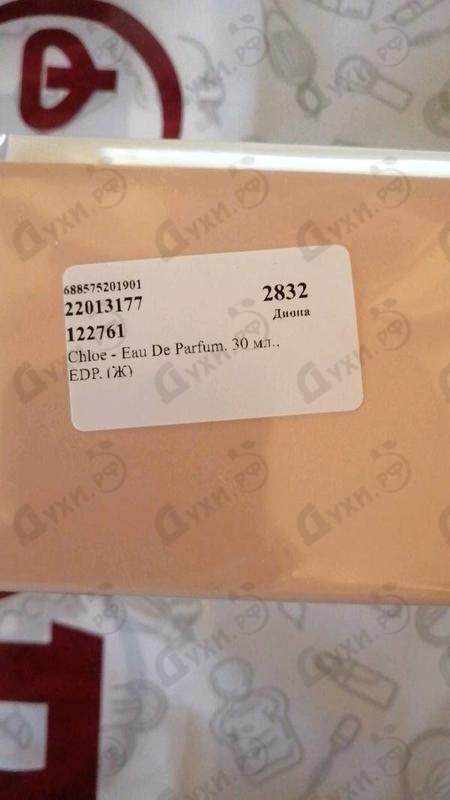 688575201901
22013177
2832
Диона
122761
Chloe - Eau De Parfum. 30 мл..,
EDP. (Ж)
Духи.рф